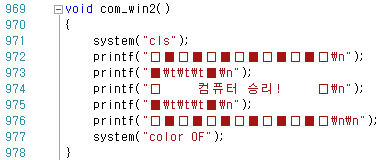 969 void com_win2()
970 {
971 system("cls");
972 printf("□■□■□■□■□■□₩n");
973 printf("■₩t₩t₩t■₩n");
974 printf("□ 컴퓨터 승리! □₩n");
975 printf("■₩t₩t₩t■₩n");
976 printf("□■□■□■□■□■□₩n₩n");
977 system("color OF");
978 }